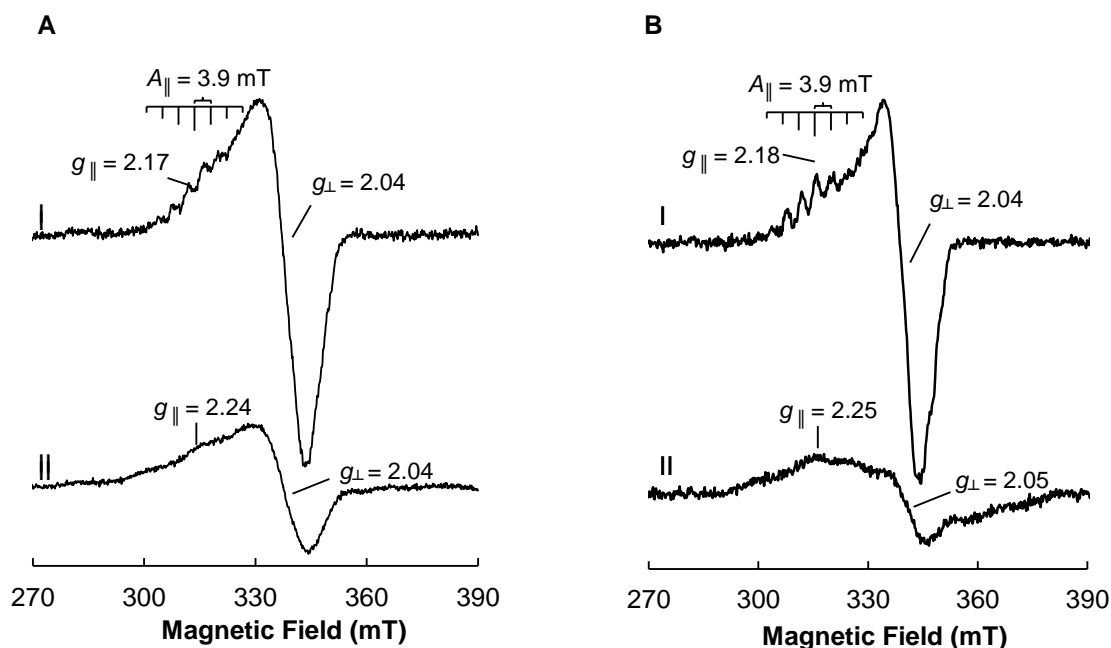 A
A∥ = 3.9 mT
g∥ = 2.17
g⊥ = 2.04
I
g∥ = 2.24
g⊥ = 2.04
II
270 300 330 360 390
Magnetic Field (mT)
B
A∥ = 3.9 mT
g∥ = 2.18
g⊥ = 2.04
I
g∥ = 2.25
II
g⊥ = 2.05
270 300 330 360 390
Magnetic Field (mT)